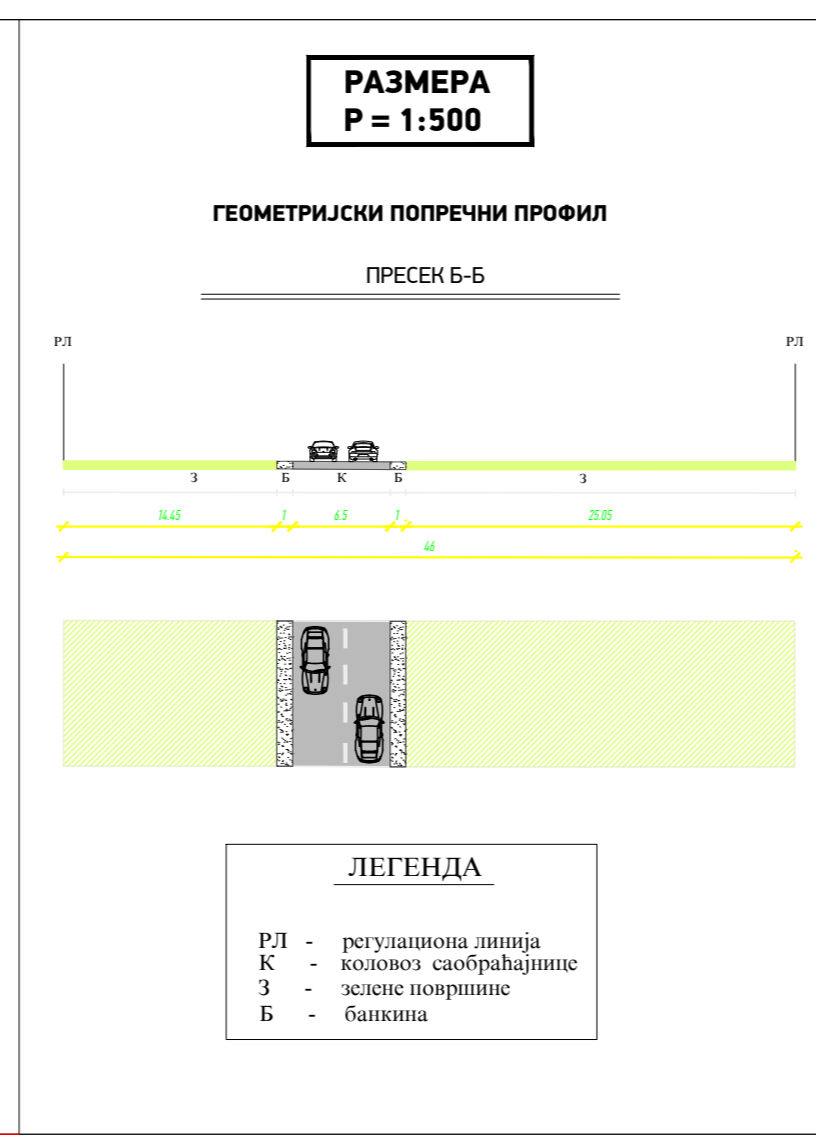 РАЗМЕРА
Р = 1:500
ГЕОМЕТРИЈСКИ ПОПРЕЧНИ ПРОФИЛ
ПРЕСЕК Б-Б
РЛ РЛ
З Б К Б З
14.45 1 6.5 1 25.05
46
ЛЕГЕНДА
РЛ - регулациона линија
К - коловоз саобраћајнице
З - зелене површине
Б - банкина